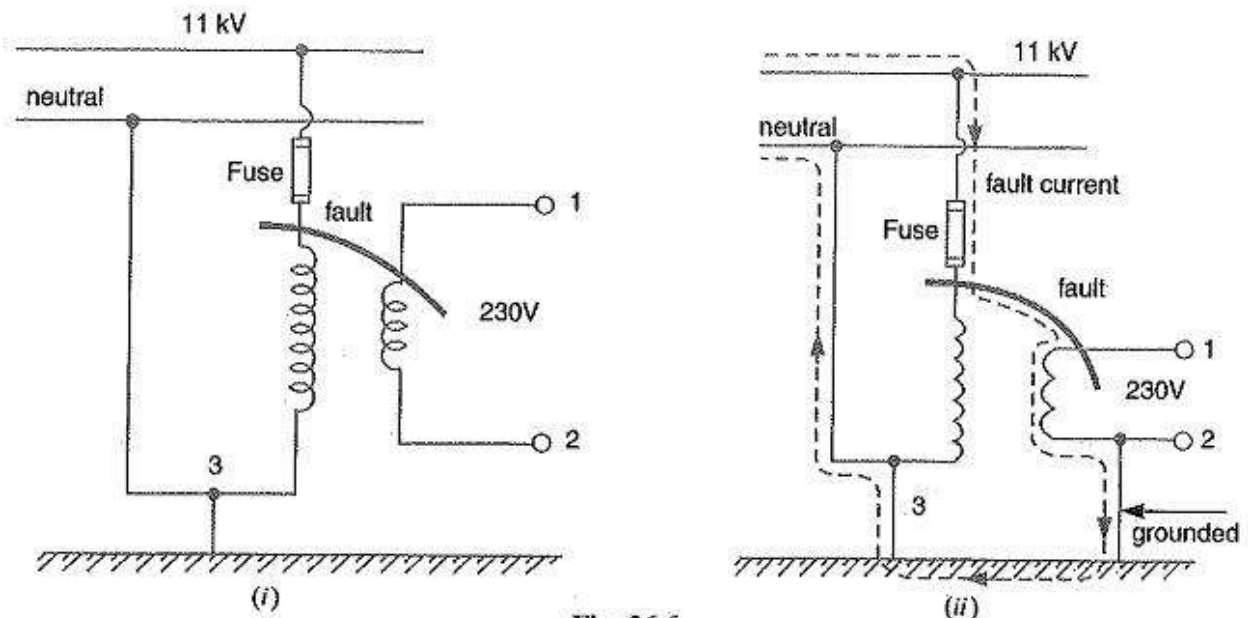 11 kV
neutral
Fuse
fault
1
230V
2
3
(i)
11 kV
neutral
fault current
Fuse
fault
1
230V
2
3
grounded
(ii)